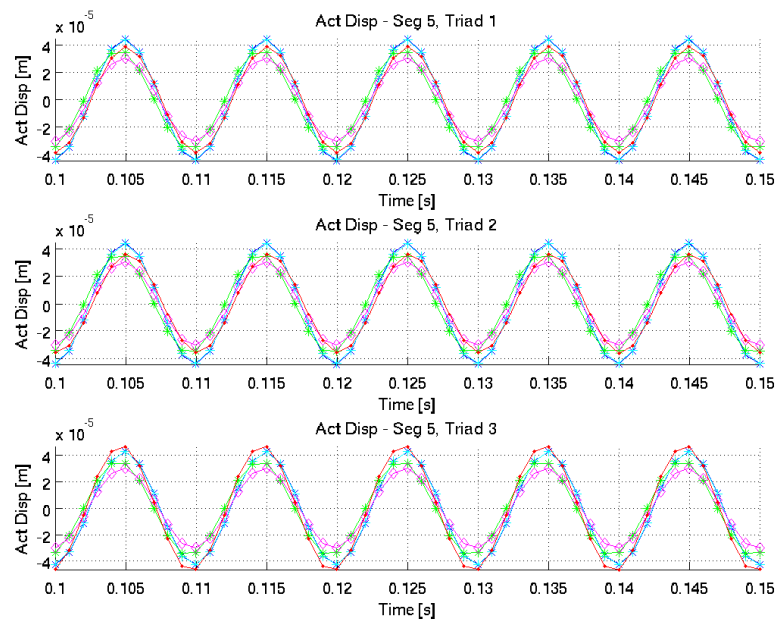 Act Disp - Seg 5, Triad 1
x 10-5
4
2
0
-2
-4
Act Disp [m]
0.1 0.105 0.11 0.115 0.12 0.125 0.13 0.135 0.14 0.145 0.15
Time [s]
Act Disp - Seg 5, Triad 2
x 10-5
4
2
0
-2
-4
Act Disp [m]
0.1 0.105 0.11 0.115 0.12 0.125 0.13 0.135 0.14 0.145 0.15
Time [s]
Act Disp - Seg 5, Triad 3
x 10-5
4
2
0
-2
-4
Act Disp [m]
0.1 0.105 0.11 0.115 0.12 0.125 0.13 0.135 0.14 0.145 0.15
Time [s]